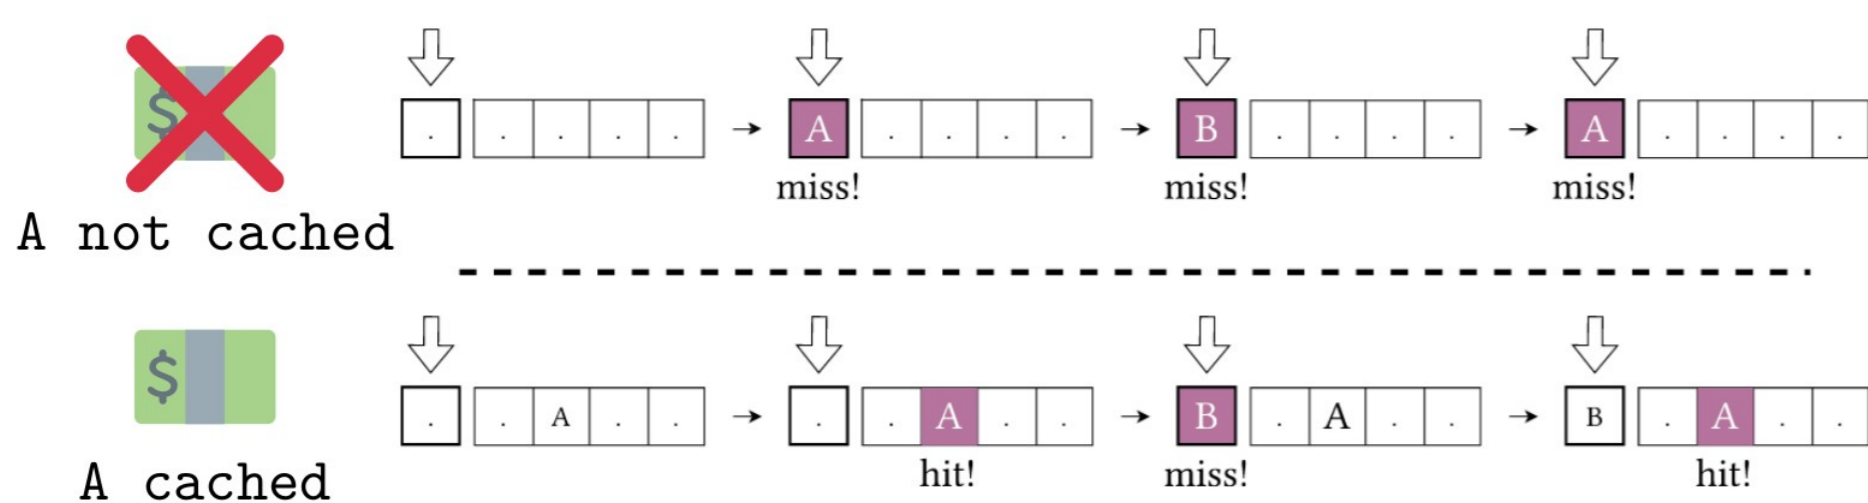 $
A not cached
. . . . . → A . . . . → B . . . . → A . . . .
miss! miss! miss!
$
A cached
. . A . . → . . A . . → B . A . . → B . A . .
hit! miss! hit!